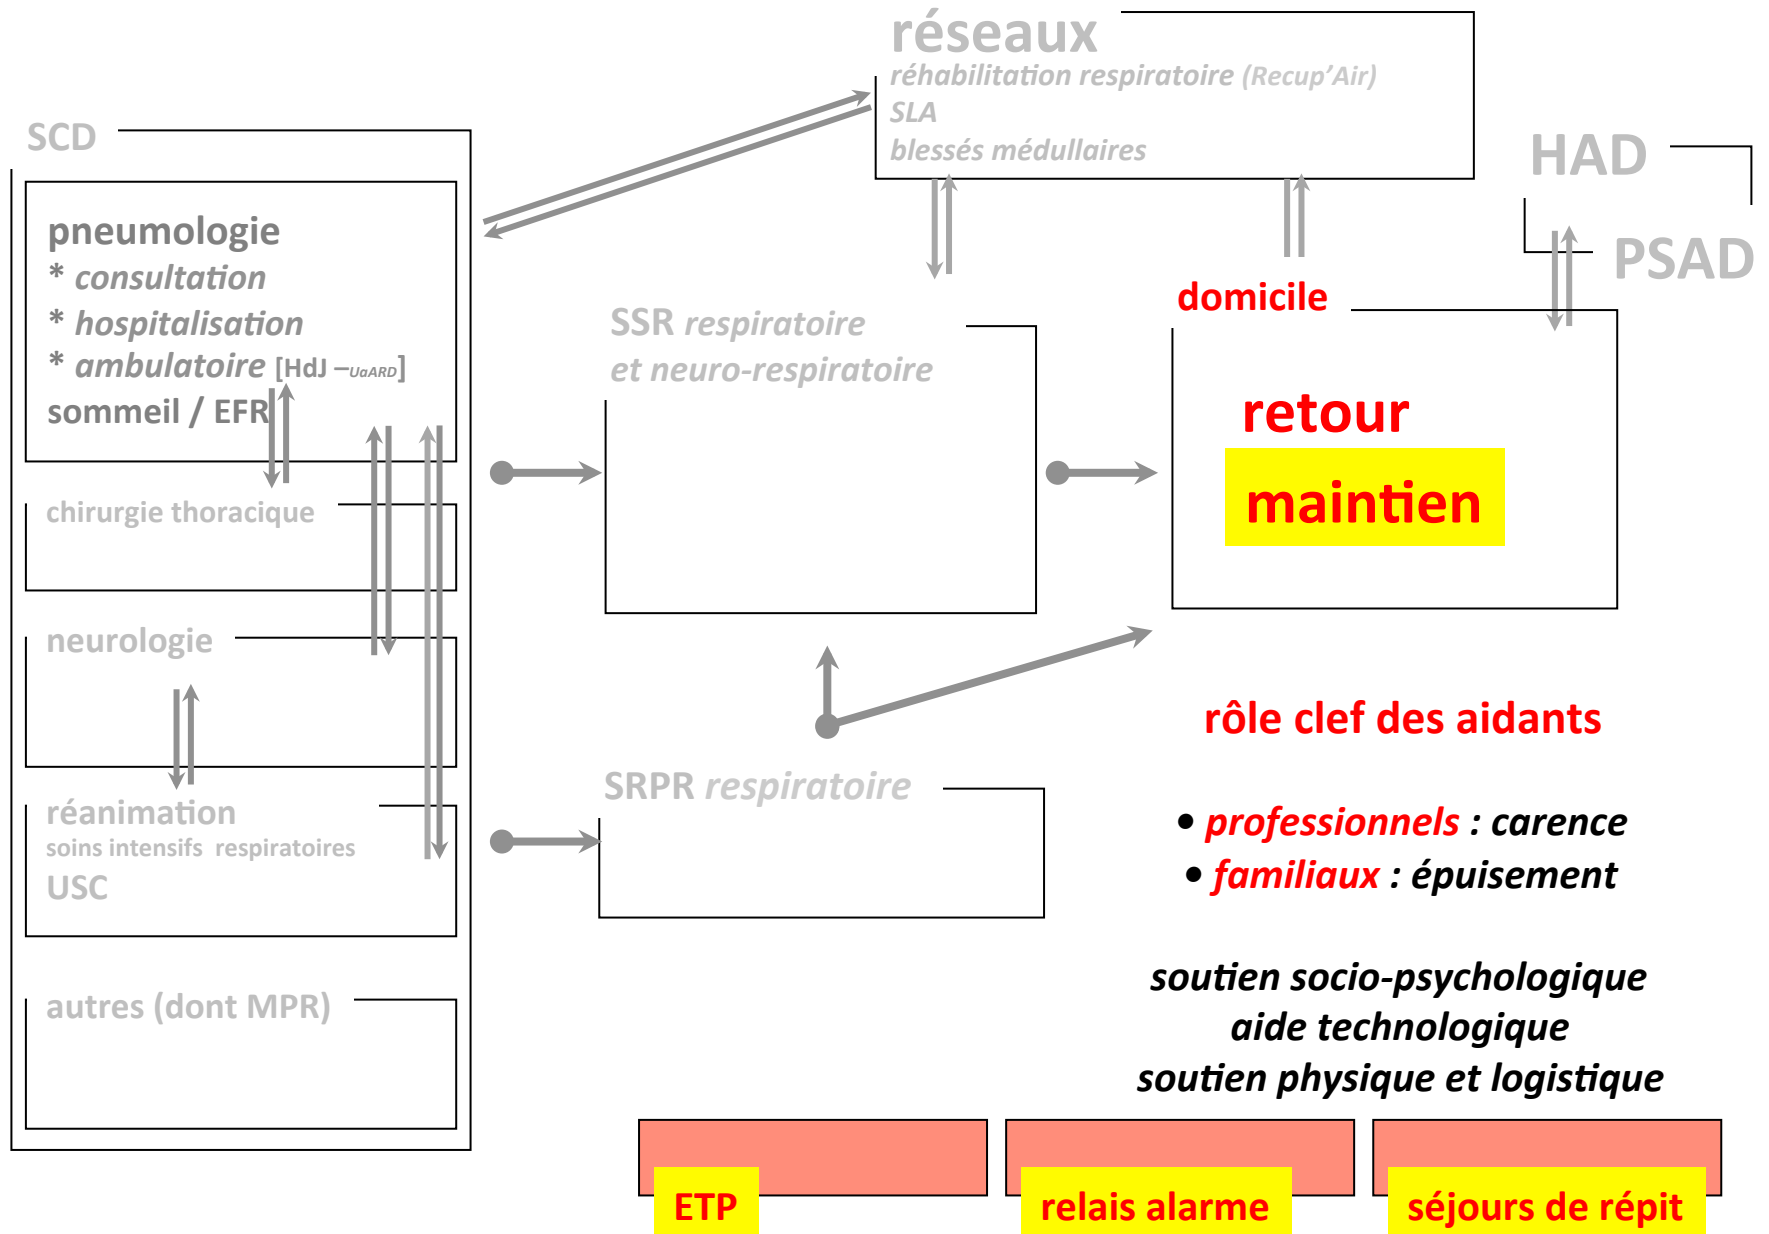 réseaux
réhabilitation respiratoire (Recup'Air)
SLA
blessés médullaires
SCD
pneumologie
* consultation
* hospitalisation
* ambulatoire [HdJ –UaARD]
sommeil / EFR
chirurgie thoracique
neurologie
réanimation
soins intensifs respiratoires
USC
autres (dont MPR)
SSR respiratoire
et neuro-respiratoire
SRPR respiratoire
HAD
PSAD
domicile
retour
maintien
rôle clef des aidants
• professionnels : carence
• familiaux : épuisement
soutien socio-psychologique
aide technologique
soutien physique et logistique
ETP
relais alarme
séjours de répit